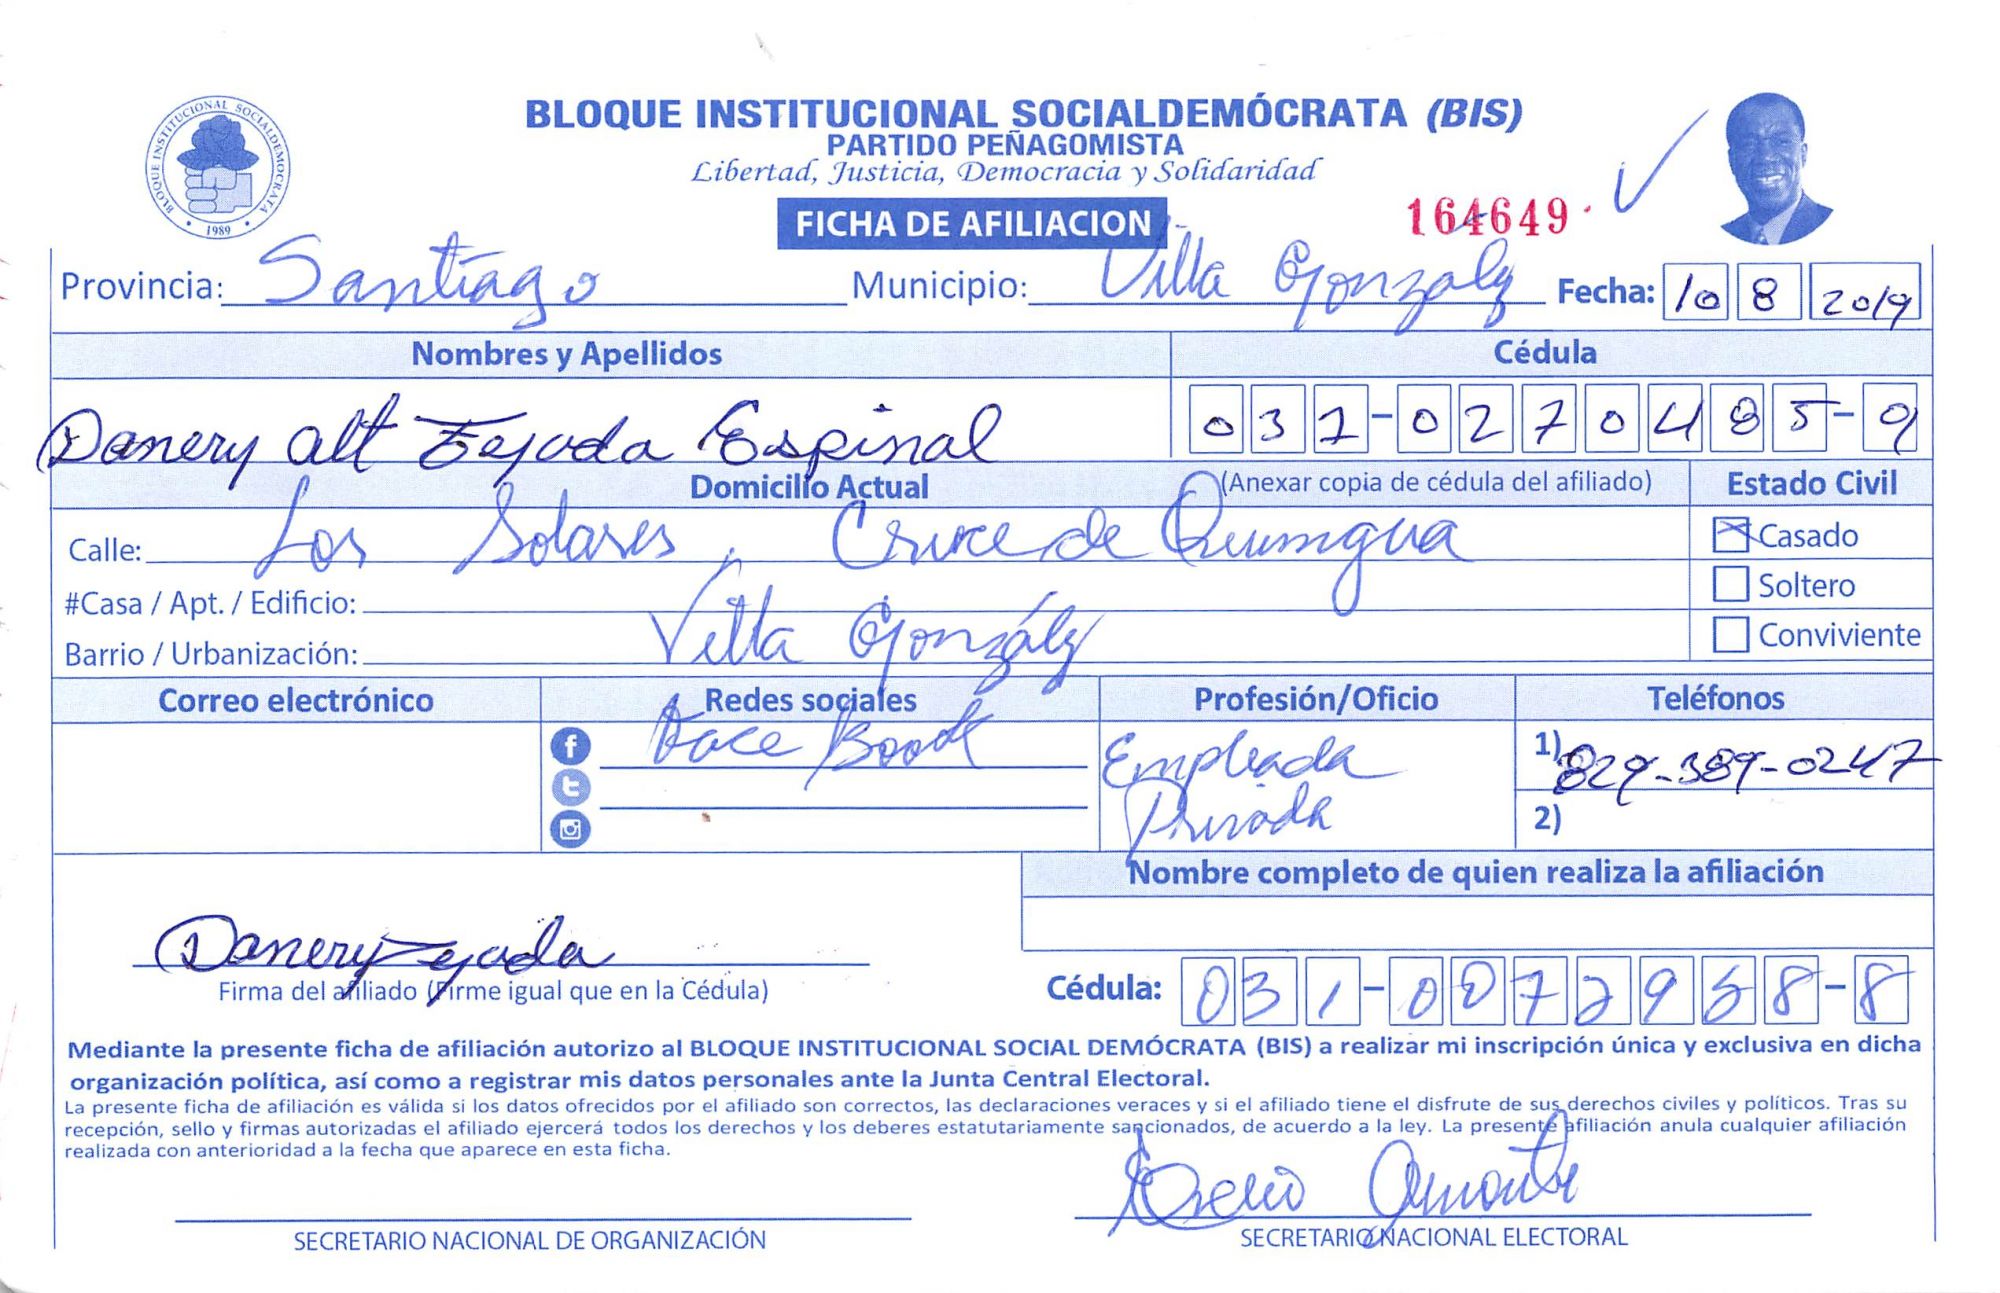 BLOQUE INSTITUCIONAL SOCIALDEMÓCRATA (BIS)
PARTIDO PEÑAGOMISTA
Libertad, Justicia, Democracia y Solidaridad
BLOQUE INSTITUCIONAL SOCIALDEMOCRATA
1989
FICHA DE AFILIACION
164649
Provincia: Santiago Municipio: Villa Gonzalez Fecha: 10 8 2019
Nombres y Apellidos Cédula
Danery alt Tejada Espinal 031-0270485-9
Domicilio Actual (Anexar copia de cédula del afiliado) Estado Civil
Calle: Los Solares, Cruce de Quinigua Casado
#Casa / Apt. / Edificio: Soltero
Barrio / Urbanización: Villa González Conviviente
Correo electrónico Redes sociales Profesión/Oficio Teléfonos
Face Book Empleada 1) 829-389-0247
Privada 2)
Nombre completo de quien realiza la afiliación
Danery Tejada
Firma del afiliado (Firme igual que en la Cédula) Cédula: 031-0072958-8
Mediante la presente ficha de afiliación autorizo al BLOQUE INSTITUCIONAL SOCIAL DEMÓCRATA (BIS) a realizar mi inscripción única y exclusiva en dicha
organización política, así como a registrar mis datos personales ante la Junta Central Electoral.
La presente ficha de afiliación es válida si los datos ofrecidos por el afiliado son correctos, las declaraciones veraces y si el afiliado tiene el disfrute de sus derechos civiles y políticos. Tras su
recepción, sello y firmas autorizadas el afiliado ejercerá todos los derechos y los deberes estatutariamente sancionados, de acuerdo a la ley. La presente afiliación anula cualquier afiliación
realizada con anterioridad a la fecha que aparece en esta ficha.
SECRETARIO NACIONAL DE ORGANIZACIÓN SECRETARIO NACIONAL ELECTORAL